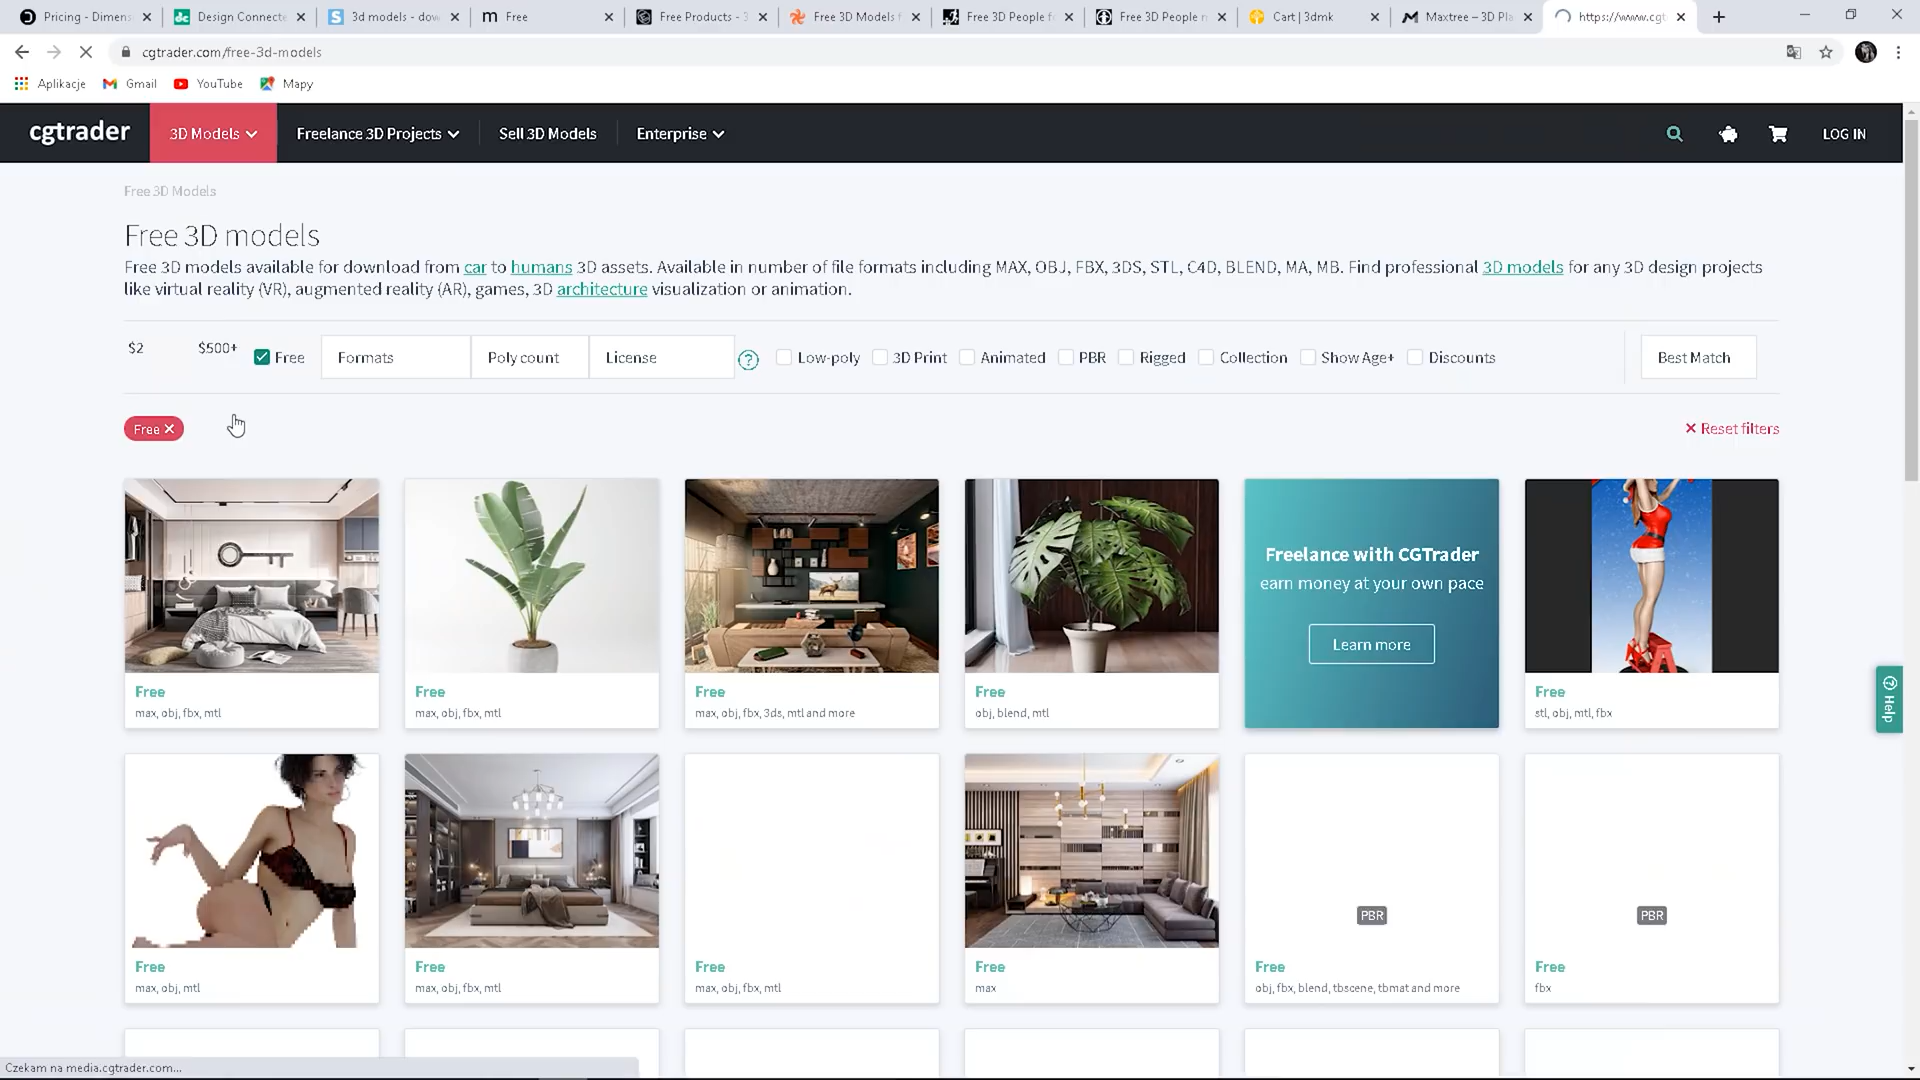 Pricing - Dimens
Design Connecte
3d models - dow
Free
Free Products - 3
Free 3D Models f
Free 3D People f
Free 3D People m
Cart | 3dmk
Maxtree – 3D Pla
https://www.cgt
cgtrader.com/free-3d-models
Aplikacje
Gmail
YouTube
Mapy
cgtrader
3D Models
Freelance 3D Projects
Sell 3D Models
Enterprise
LOG IN
Free 3D Models
Free 3D models
Free 3D models available for download from car to humans 3D assets. Available in number of file formats including MAX, OBJ, FBX, 3DS, STL, C4D, BLEND, MA, MB. Find professional 3D models for any 3D design projects
like virtual reality (VR), augmented reality (AR), games, 3D architecture visualization or animation.
$2
$500+
Free
Formats
Poly count
License
?
Low-poly
3D Print
Animated
PBR
Rigged
Collection
Show Age+
Discounts
Best Match
Free ✕
✕ Reset filters
Freelance with CGTrader
earn money at your own pace
Learn more
Free
max, obj, fbx, mtl
Free
max, obj, fbx, mtl
Free
max, obj, fbx, 3ds, mtl and more
Free
obj, blend, mtl
Free
stl, obj, mtl, fbx
Help
PBR
PBR
Free
max, obj, mtl
Free
max, obj, fbx, mtl
Free
max, obj, fbx, mtl
Free
max
Free
obj, fbx, blend, tbscene, tbmat and more
Free
fbx
Czekam na media.cgtrader.com...